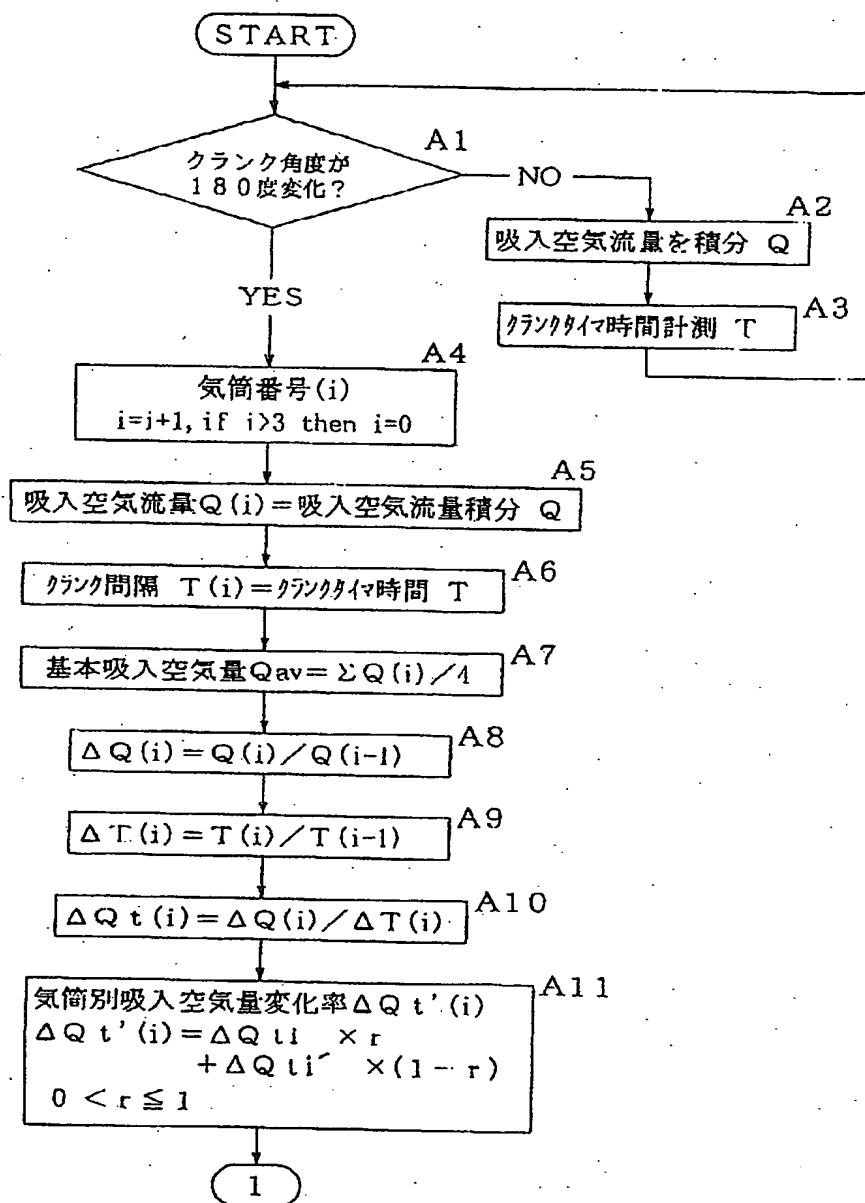 START
A1
クランク角度が
180度変化?
NO
YES
A2
吸入空気流量を積分 Q
A3
クランクタイマ時間計測 T
A4
気筒番号(i)
i=i+1, if i>3 then i=0
A5
吸入空気流量Q(i)=吸入空気流量積分 Q
A6
クランク間隔 T(i)=クランクタイマ時間 T
A7
基本吸入空気量Qav=ΣQ(i)/4
A8
ΔQ(i)=Q(i)/Q(i-1)
A9
ΔT(i)=T(i)/T(i-1)
A10
ΔQt(i)=ΔQ(i)/ΔT(i)
A11
気筒別吸入空気量変化率ΔQt'(i)
ΔQt'(i)=ΔQti ×r
+ΔQti' ×(1-r)
0<r≦1
1